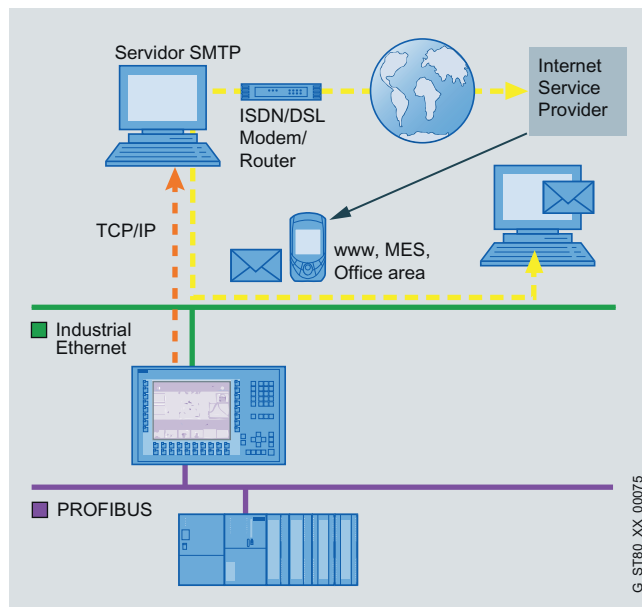 Servidor SMTP
ISDN/DSL
Modem/
Router
Internet
Service
Provider
TCP/IP
www, MES,
Office area
Industrial
Ethernet
PROFIBUS
G_ST80_XX_00075